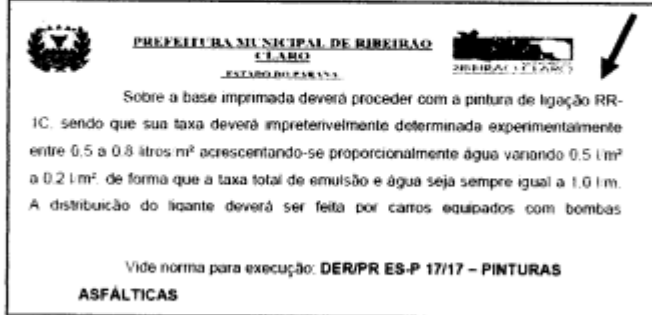 PREFEITURA MUNICIPAL DE RIBEIRAO
CLARO
ESTADO DO PARANA
RIBEIRAO CLARO
Sobre a base imprimada deverá proceder com a pintura de ligação RR-
1C, sendo que sua taxa deverá impreterivelmente determinada experimentalmente
entre 0,5 a 0,8 litros m² acrescentando-se proporcionalmente água variando 0.5 l/m²
a 0.2 l/m², de forma que a taxa total de emulsão e água seja sempre igual a 1.0 l/m.
A distribuição do ligante deverá ser feita por carros equipados com bombas
Vide norma para execução: DER/PR ES-P 17/17 – PINTURAS
ASFÁLTICAS